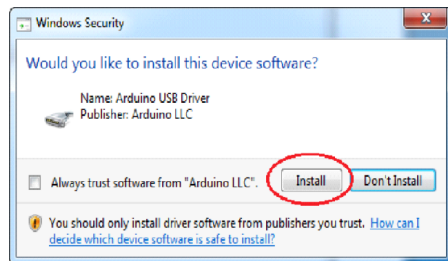 Windows Security
x
Would you like to install this device software?
Name: Arduino USB Driver
Publisher: Arduino LLC
Always trust software from "Arduino LLC".
Install
Don't Install
You should only install driver software from publishers you trust. How can I
decide which device software is safe to install?